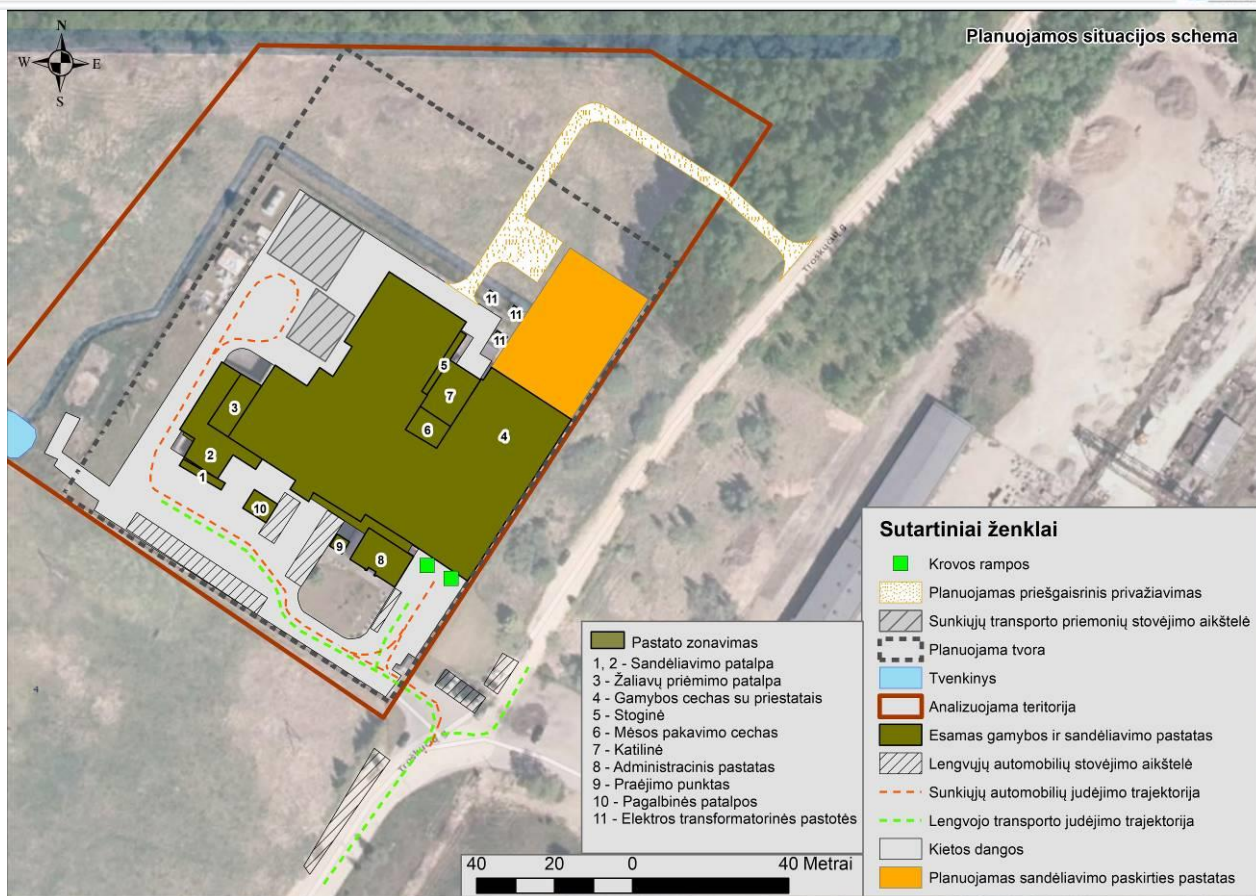 Planuojamos situacijos schema
N
W
E
S
Troškučių g.
11
11
11
5
7
6
4
3
2
1
10
9
8
4
Pastato zonavimas
1, 2 - Sandėliavimo patalpa
3 - Žaliavų priėmimo patalpa
4 - Gamybos cechas su priestatais
5 - Stoginė
6 - Mėsos pakavimo cechas
7 - Katilinė
8 - Administracinis pastatas
9 - Praėjimo punktas
10 - Pagalbinės patalpos
11 - Elektros transformatorinės pastotės
40 20 0 40 Metrai
Sutartiniai ženklai
Krovos rampos
Planuojamas priešgaisrinis privažiavimas
Sunkiųjų transporto priemonių stovėjimo aikštelė
Planuojama tvora
Tvenkinys
Analizuojama teritorija
Esamas gamybos ir sandėliavimo pastatas
Lengvųjų automobilių stovėjimo aikštelė
Sunkiųjų automobilių judėjimo trajektorija
Lengvojo transporto judėjimo trajektorija
Kietos dangos
Planuojamas sandėliavimo paskirties pastatas